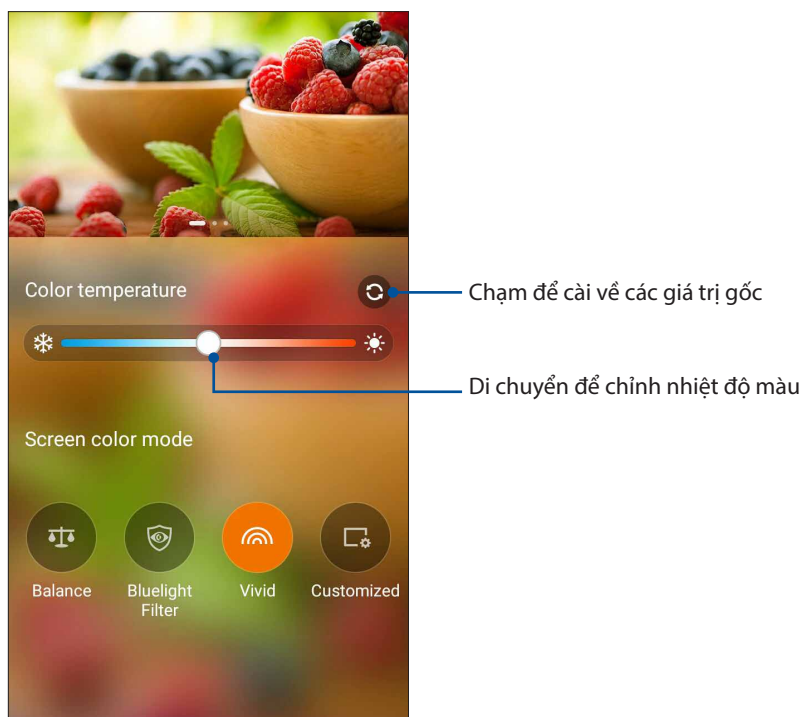 Color temperature
Chạm để cài về các giá trị gốc
Di chuyển để chỉnh nhiệt độ màu
Screen color mode
Balance
Bluelight
Filter
Vivid
Customized